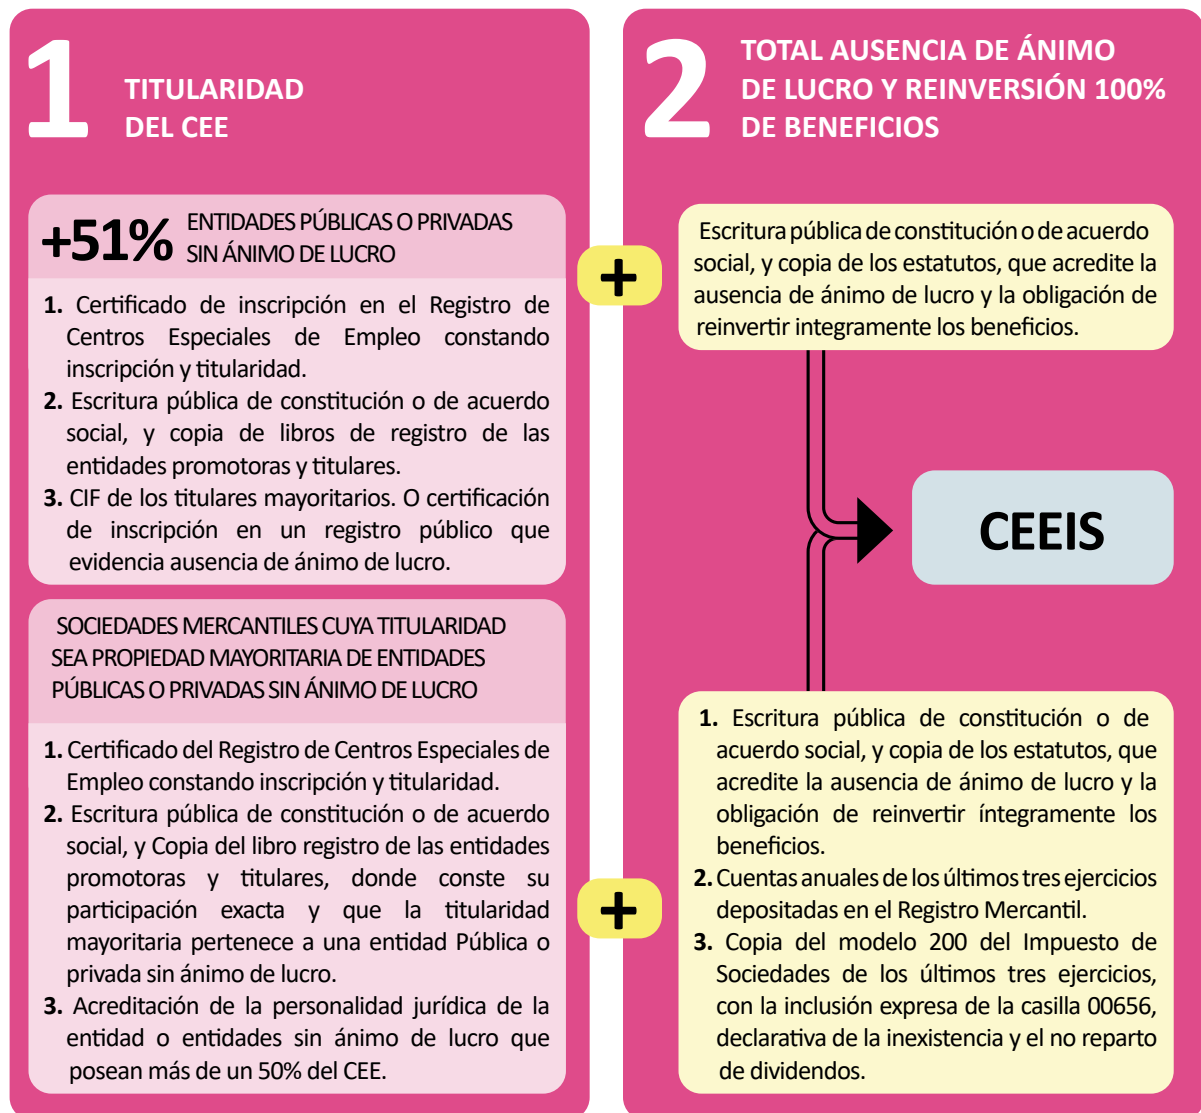 1
TITULARIDAD
DEL CEE
+51%
ENTIDADES PÚBLICAS O PRIVADAS
SIN ÁNIMO DE LUCRO
1. Certificado de inscripción en el Registro de
Centros Especiales de Empleo constando
inscripción y titularidad.
2. Escritura pública de constitución o de acuerdo
social, y copia de libros de registro de las
entidades promotoras y titulares.
3. CIF de los titulares mayoritarios. O certificación
de inscripción en un registro público que
evidencia ausencia de ánimo de lucro.
SOCIEDADES MERCANTILES CUYA TITULARIDAD
SEA PROPIEDAD MAYORITARIA DE ENTIDADES
PÚBLICAS O PRIVADAS SIN ÁNIMO DE LUCRO
1. Certificado del Registro de Centros Especiales de
Empleo constando inscripción y titularidad.
2. Escritura pública de constitución o de acuerdo
social, y Copia del libro registro de las entidades
promotoras y titulares, donde conste su
participación exacta y que la titularidad
mayoritaria pertenece a una entidad Pública o
privada sin ánimo de lucro.
3. Acreditación de la personalidad jurídica de la
entidad o entidades sin ánimo de lucro que
posean más de un 50% del CEE.
+
+
2
TOTAL AUSENCIA DE ÁNIMO
DE LUCRO Y REINVERSIÓN 100%
DE BENEFICIOS
Escritura pública de constitución o de acuerdo
social, y copia de los estatutos, que acredite la
ausencia de ánimo de lucro y la obligación de
reinvertir integramente los beneficios.
CEEIS
1. Escritura pública de constitución o de
acuerdo social, y copia de los estatutos, que
acredite la ausencia de ánimo de lucro y la
obligación de reinvertir íntegramente los
beneficios.
2. Cuentas anuales de los últimos tres ejercicios
depositadas en el Registro Mercantil.
3. Copia del modelo 200 del Impuesto de
Sociedades de los últimos tres ejercicios,
con la inclusión expresa de la casilla 00656,
declarativa de la inexistencia y el no reparto
de dividendos.